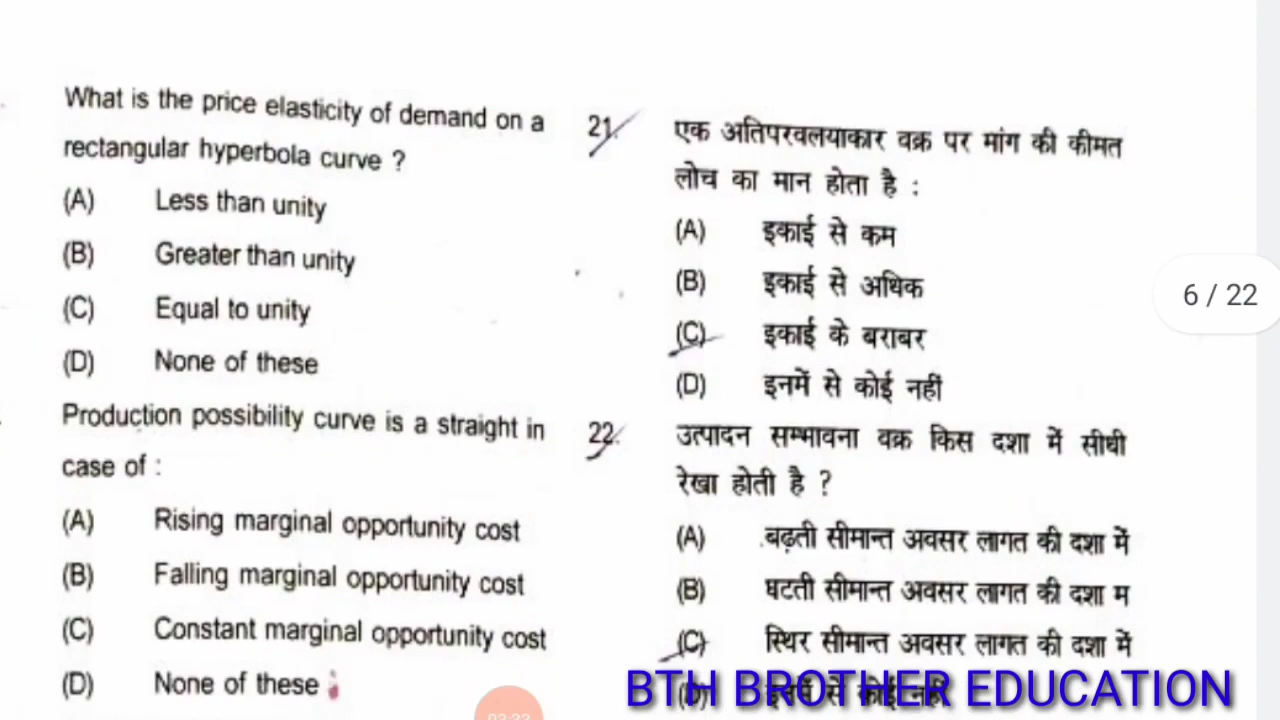 What is the price elasticity of demand on a
rectangular hyperbola curve ?
(A) Less than unity
(B) Greater than unity
(C) Equal to unity
(D) None of these
Production possibility curve is a straight in
case of :
(A) Rising marginal opportunity cost
(B) Falling marginal opportunity cost
(C) Constant marginal opportunity cost
(D) None of these
21. एक अतिपरवलयाकार वक्र पर मांग की कीमत
लोच का मान होता है :
(A) इकाई से कम
(B) इकाई से अधिक
(C) इकाई के बराबर
(D) इनमें से कोई नहीं
22. उत्पादन सम्भावना वक्र किस दशा में सीधी
रेखा होती है ?
(A) बढ़ती सीमान्त अवसर लागत की दशा में
(B) घटती सीमान्त अवसर लागत की दशा म
(C) स्थिर सीमान्त अवसर लागत की दशा में
(D) इनमें से कोई नहीं
6 / 22
BTH BROTHER EDUCATION